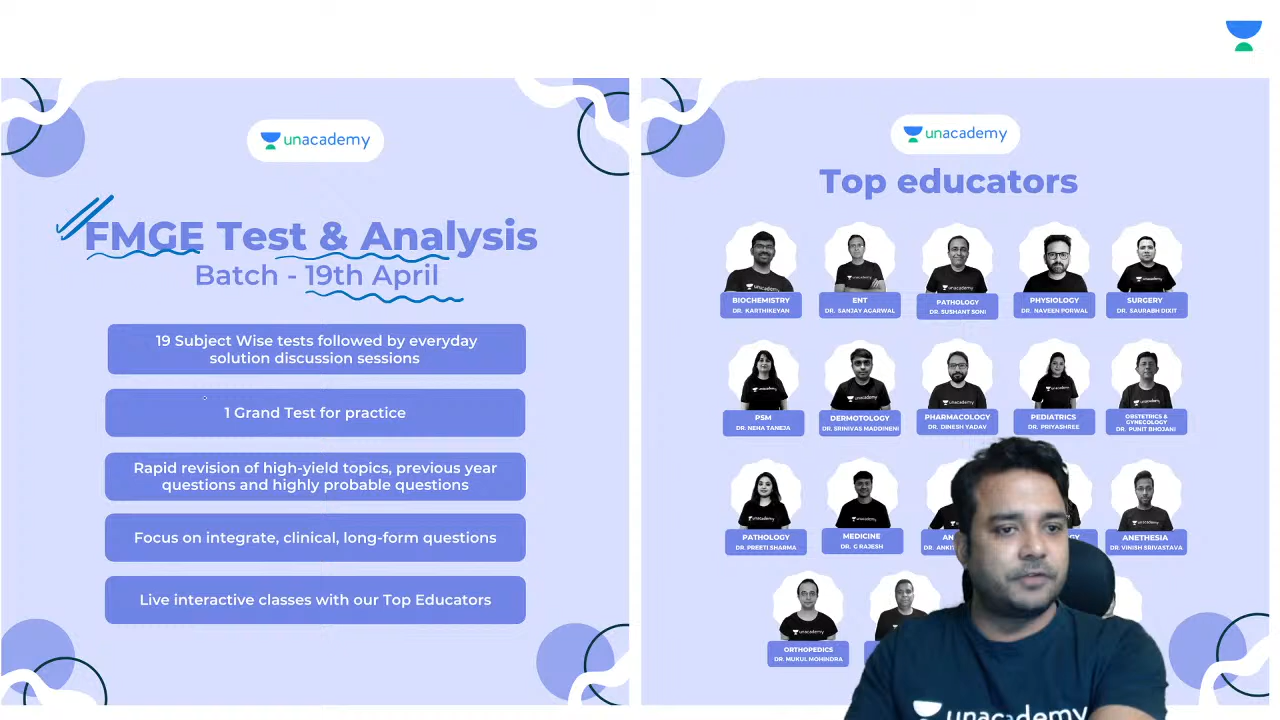 unacademy
FMGE Test & Analysis
Batch - 19th April
19 Subject Wise tests followed by everyday
solution discussion sessions
1 Grand Test for practice
Rapid revision of high-yield topics, previous year
questions and highly probable questions
Focus on integrate, clinical, long-form questions
Live interactive classes with our Top Educators
unacademy
Top educators
BIOCHEMISTRY
DR. KARTHIKEYAN
ENT
DR. SANJAY AGARWAL
PATHOLOGY
DR. SUSHANT SONI
PHYSIOLOGY
DR. NAVEEN PORWAL
SURGERY
DR. SAURABH DIXIT
PSM
DR. NEHA TANEJA
DERMOTOLOGY
DR. SRINIVAS MADDINENI
PHARMACOLOGY
DR. DINESH YADAV
PEDIATRICS
DR. PRIYASHREE
OBSTETRICS &
GYNECOLOGY
DR. PUNIT BHOJANI
PATHOLOGY
DR. PREETI SHARMA
MEDICINE
DR. G RAJESH
ANETHESIA
DR. VINISH SRIVASTAVA
ORTHOPEDICS
DR. MUKUL MOHINDRA
unacademy